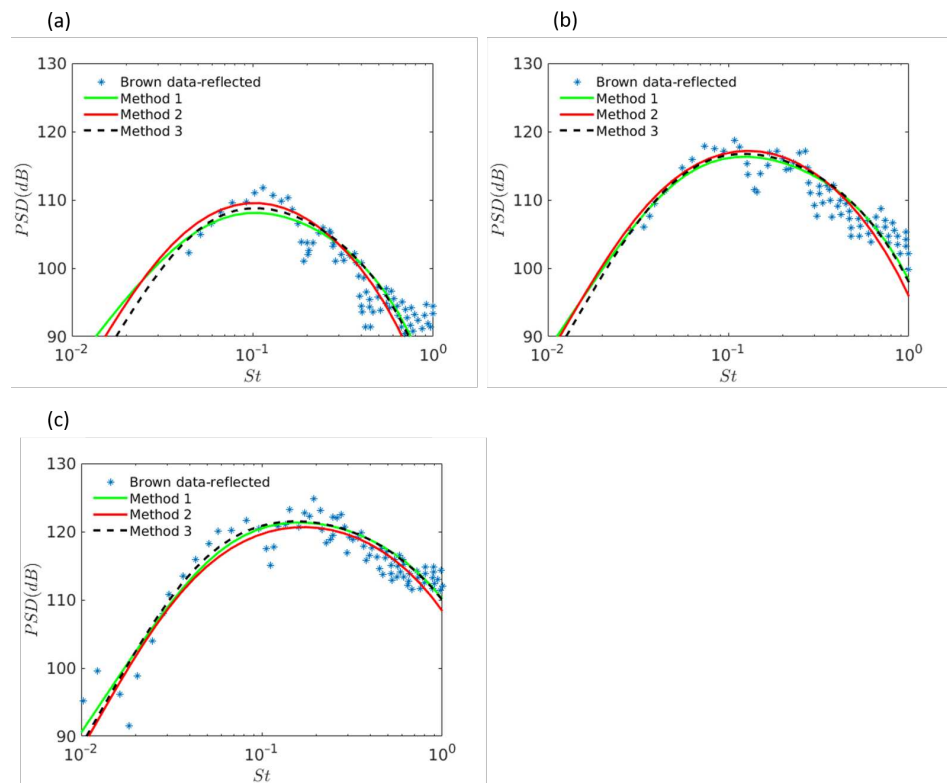 (a)
(b)
130
120
110
100
90
PSD(dB)
Brown data-reflected
Method 1
Method 2
Method 3
10^-2
10^-1
10^0
St
130
120
110
100
90
PSD(dB)
Brown data-reflected
Method 1
Method 2
Method 3
10^-2
10^-1
10^0
St
(c)
130
120
110
100
90
PSD(dB)
Brown data-reflected
Method 1
Method 2
Method 3
10^-2
10^-1
10^0
St